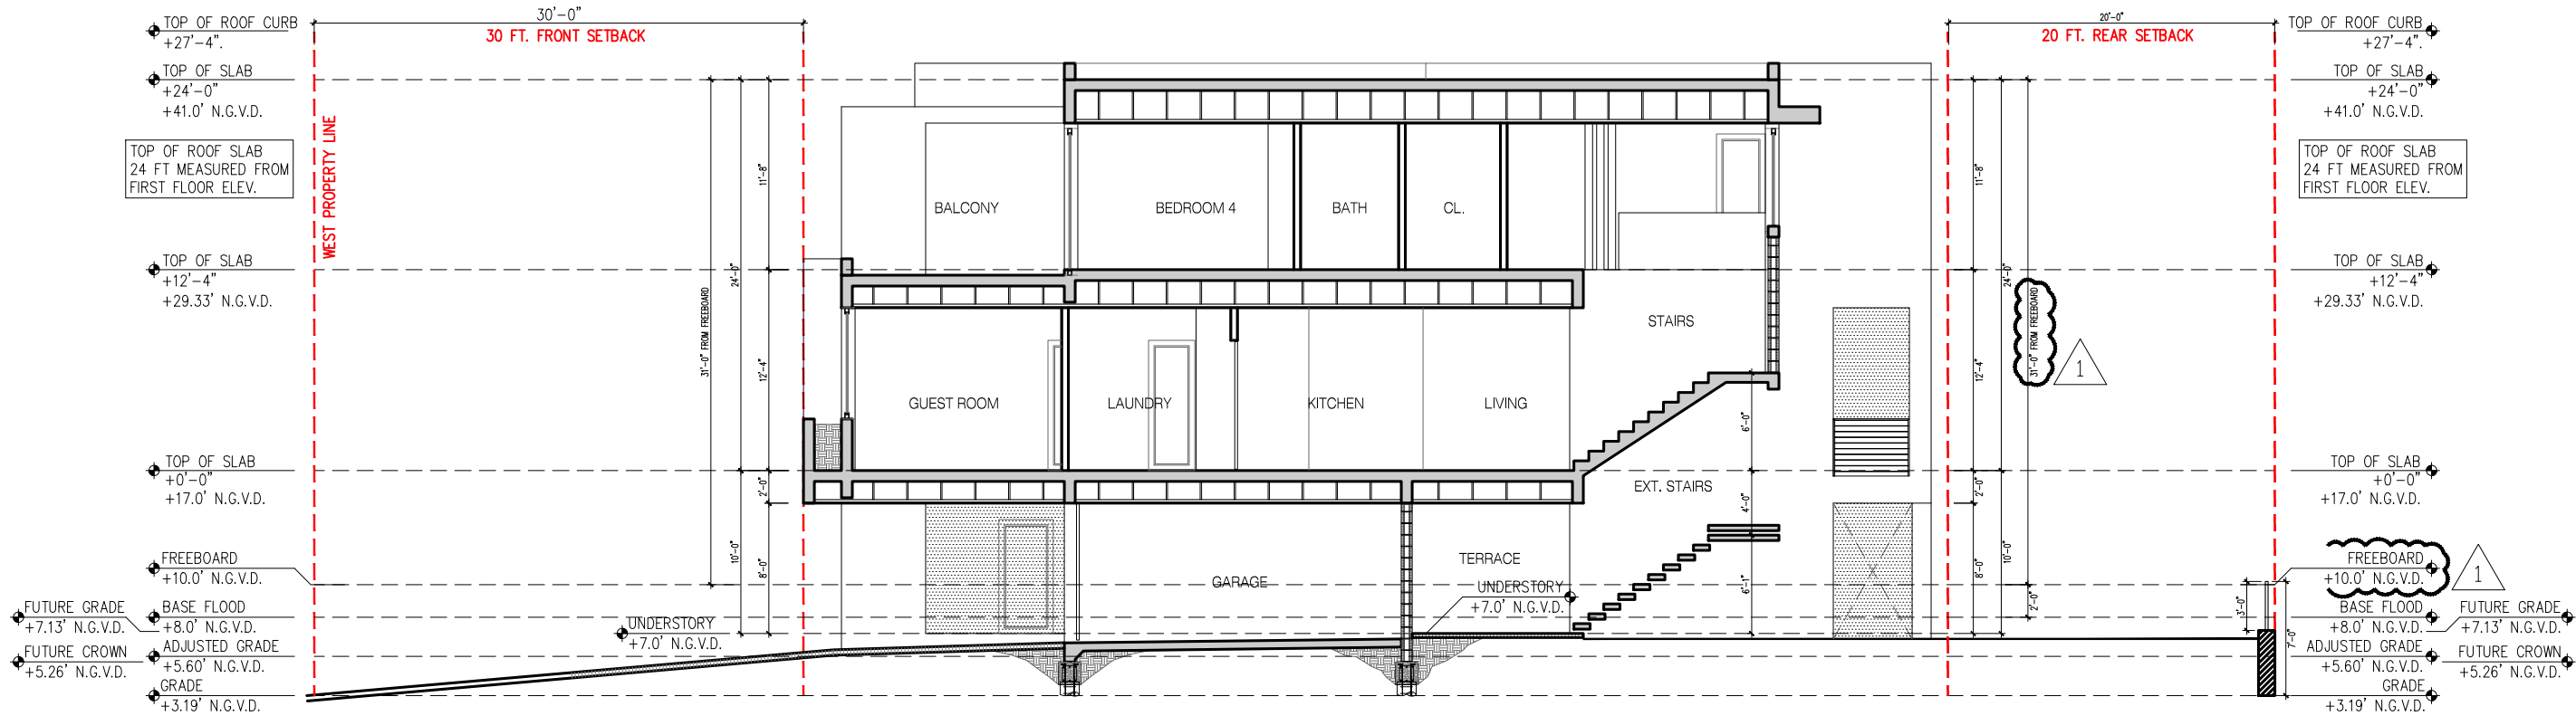 TOP OF ROOF CURB
+27'-4".
TOP OF SLAB
+24'-0"
+41.0' N.G.V.D.
TOP OF ROOF SLAB
24 FT MEASURED FROM
FIRST FLOOR ELEV.
TOP OF SLAB
+12'-4"
+29.33' N.G.V.D.
TOP OF SLAB
+0'-0"
+17.0' N.G.V.D.
FREEBOARD
+10.0' N.G.V.D.
FUTURE GRADE
+7.13' N.G.V.D.
BASE FLOOD
+8.0' N.G.V.D.
FUTURE CROWN
+5.26' N.G.V.D.
ADJUSTED GRADE
+5.60' N.G.V.D.
GRADE
+3.19' N.G.V.D.
30'-0"
30 FT. FRONT SETBACK
WEST PROPERTY LINE
31'-0" FROM FREEBOARD
24'-0"
10'-0"
11'-8"
12'-4"
2'-0"
8'-0"
UNDERSTORY
+7.0' N.G.V.D.
BALCONY
BEDROOM 4
BATH
CL.
STAIRS
GUEST ROOM
LAUNDRY
KITCHEN
LIVING
EXT. STAIRS
GARAGE
TERRACE
UNDERSTORY
+7.0' N.G.V.D.
6'-0"
4'-0"
6'-1"
20'-0"
20 FT. REAR SETBACK
11'-8"
12'-4"
2'-0"
8'-0"
24'-0"
10'-0"
31'-0" FROM FREEBOARD
2'-0"
1
3'-0"
7'-0"
TOP OF ROOF CURB
+27'-4".
TOP OF SLAB
+24'-0"
+41.0' N.G.V.D.
TOP OF ROOF SLAB
24 FT MEASURED FROM
FIRST FLOOR ELEV.
TOP OF SLAB
+12'-4"
+29.33' N.G.V.D.
TOP OF SLAB
+0'-0"
+17.0' N.G.V.D.
FREEBOARD
+10.0' N.G.V.D.
1
BASE FLOOD
+8.0' N.G.V.D.
FUTURE GRADE
+7.13' N.G.V.D.
ADJUSTED GRADE
+5.60' N.G.V.D.
FUTURE CROWN
+5.26' N.G.V.D.
GRADE
+3.19' N.G.V.D.